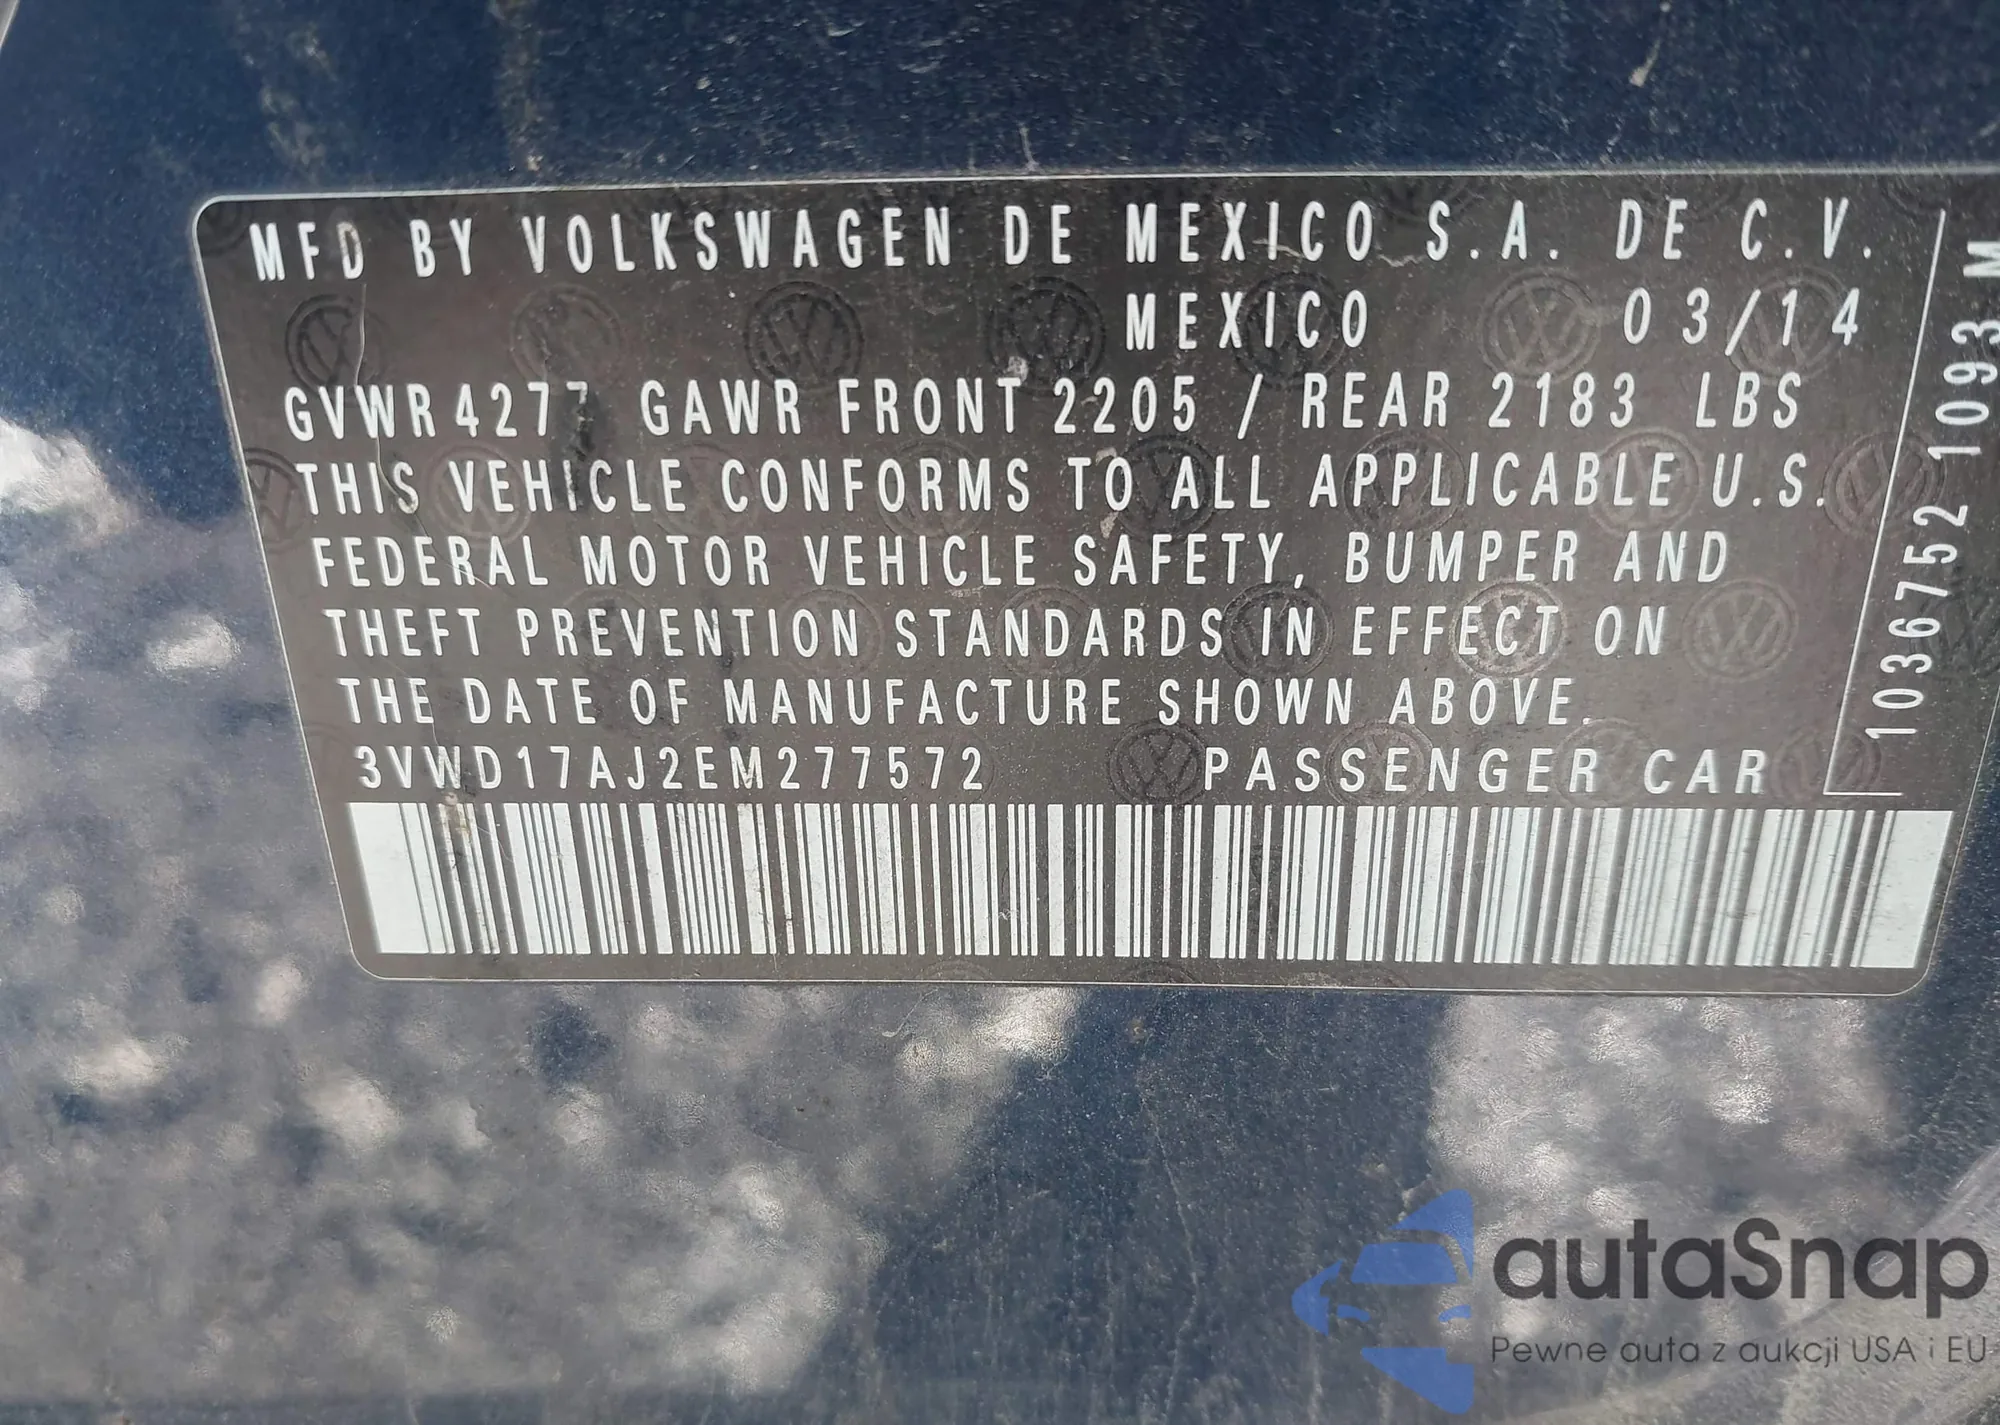 MFD BY VOLKSWAGEN DE MEXICO S.A. DE C.V.
MEXICO 03/14
GVWR 4277 GAWR FRONT 2205 / REAR 2183 LBS
THIS VEHICLE CONFORMS TO ALL APPLICABLE U.S.
FEDERAL MOTOR VEHICLE SAFETY, BUMPER AND
THEFT PREVENTION STANDARDS IN EFFECT ON
THE DATE OF MANUFACTURE SHOWN ABOVE.
3VWD17AJ2EM277572 PASSENGER CAR
1036752 1093 M
autaSnap
Pewne auta z aukcji USA i EU